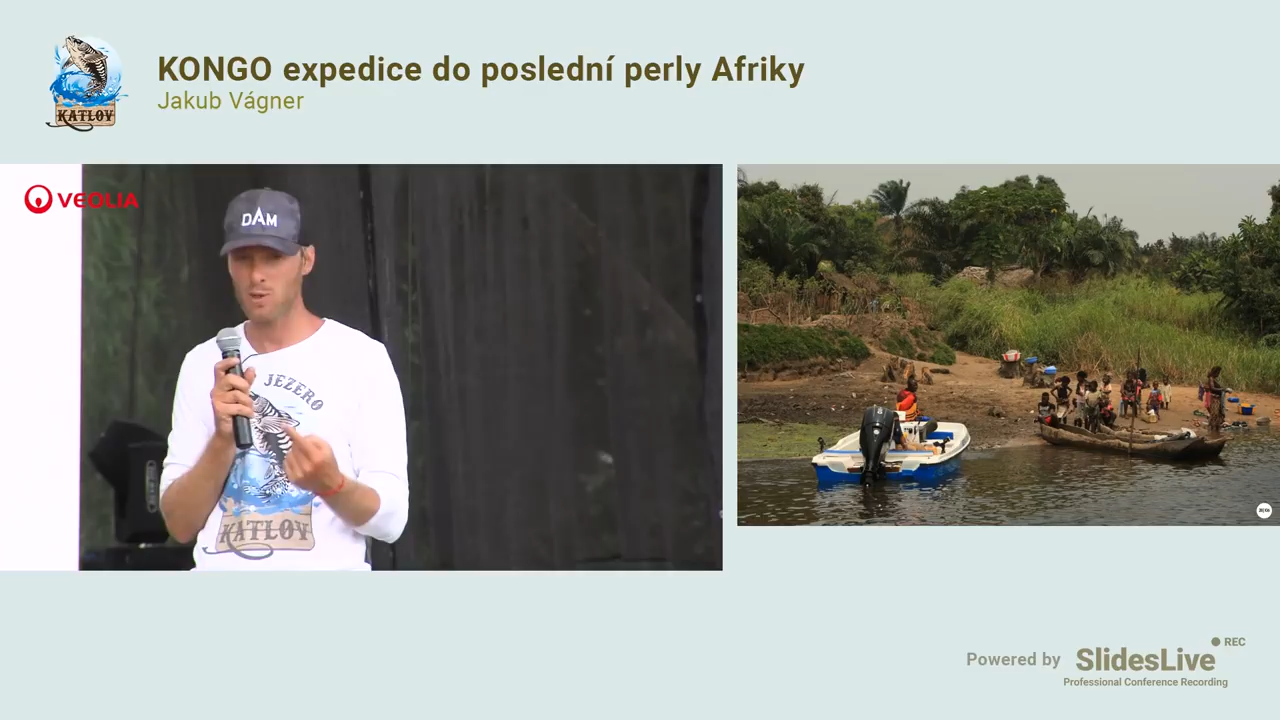 KATLOV
KONGO expedice do poslední perly Afriky
Jakub Vágner
VEOLIA
DAM
JEZERO
KATLOV
REC
Powered by SlidesLive
Professional Conference Recording